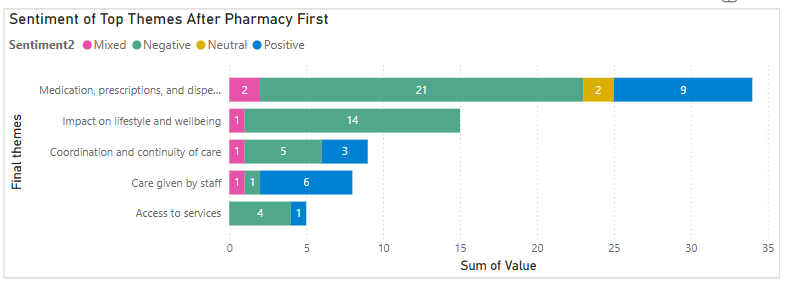 Sentiment of Top Themes After Pharmacy First
Sentiment2 Mixed Negative Neutral Positive
Final themes
Medication, prescriptions, and dispe... 2 21 2 9
Impact on lifestyle and wellbeing 1 14
Coordination and continuity of care 1 5 3
Care given by staff 1 1 6
Access to services 4 1
0 5 10 15 20 25 30 35
Sum of Value